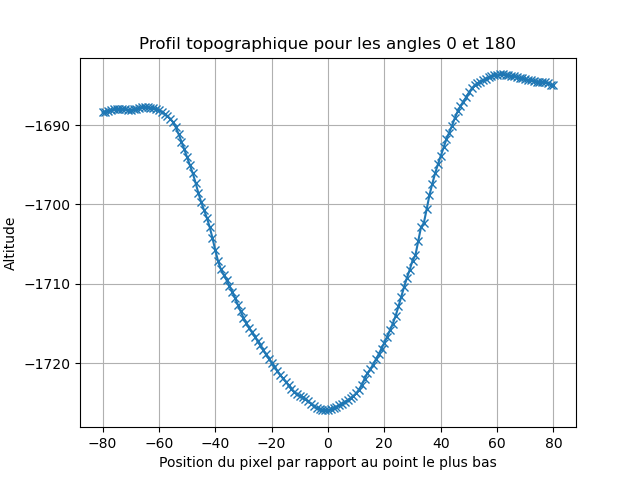 Profil topographique pour les angles 0 et 180
Altitude
−1690
−1700
−1710
−1720
−80 −60 −40 −20 0 20 40 60 80
Position du pixel par rapport au point le plus bas